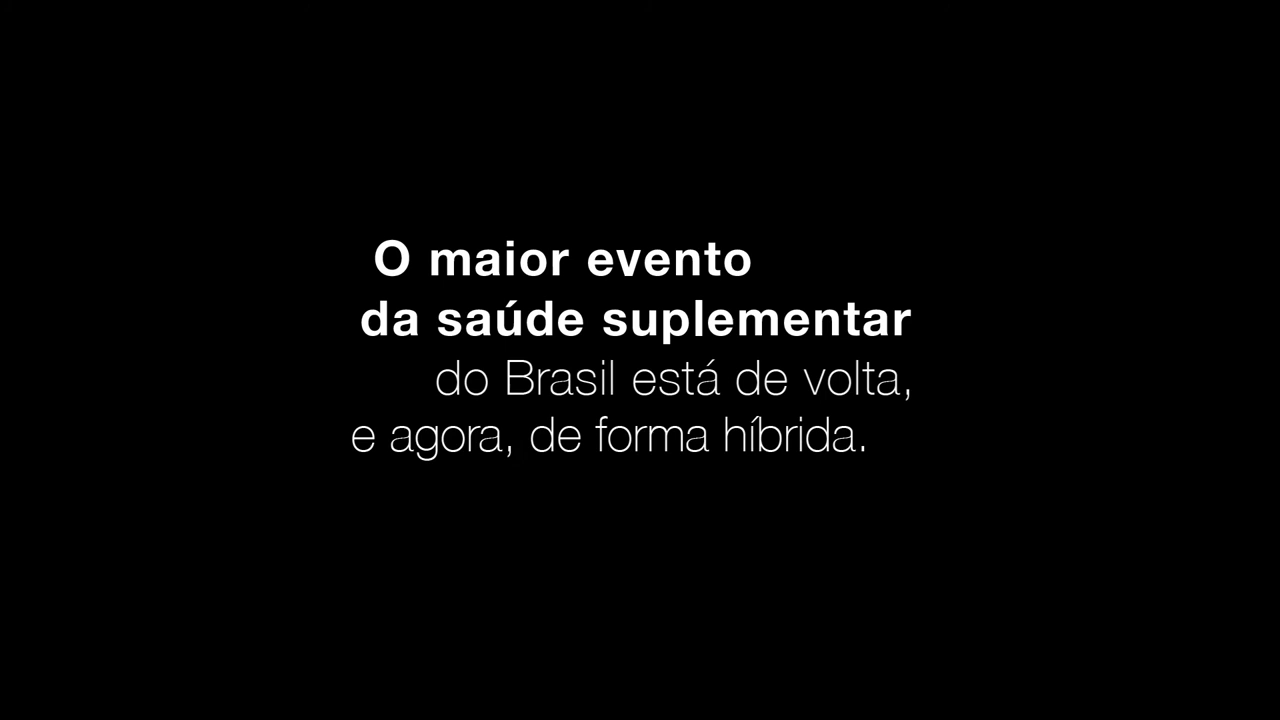 O maior evento
da saúde suplementar
do Brasil está de volta,
e agora, de forma híbrida.